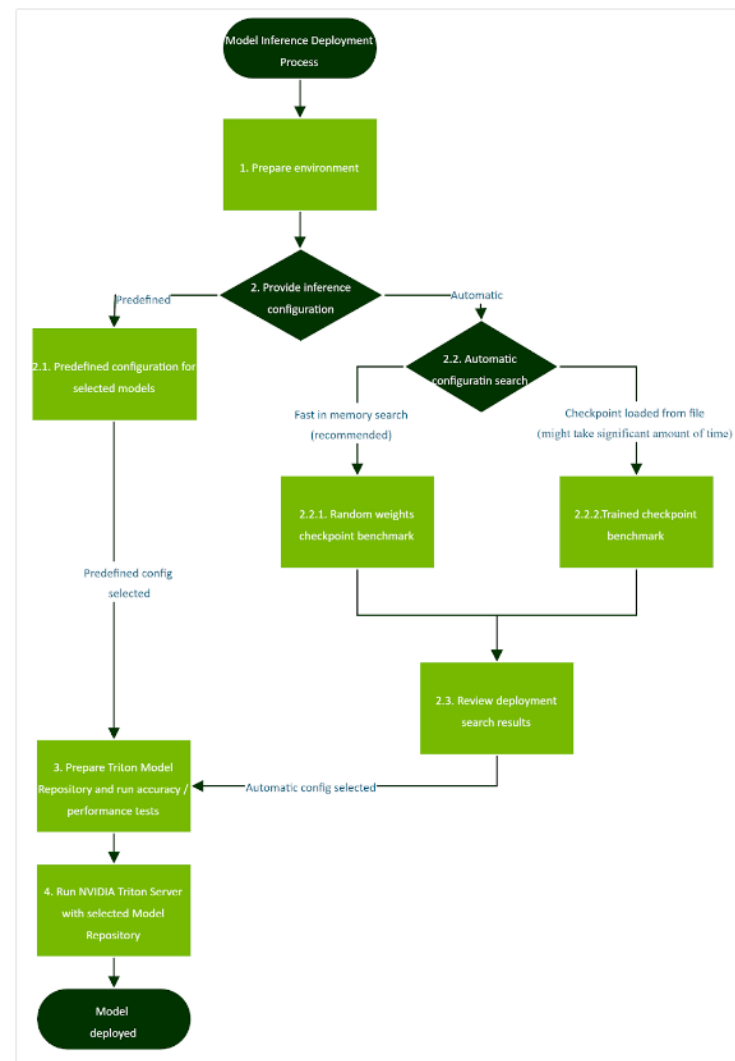 Model Inference Deployment
Process
1. Prepare environment
2. Provide inference
configuration
Predefined
Automatic
2.1. Predefined configuration for
selected models
2.2. Automatic
configuratin search
Fast in memory search
(recommended)
Checkpoint loaded from file
(might take significant amount of time)
2.2.1. Random weights
checkpoint benchmark
2.2.2.Trained checkpoint
benchmark
Predefined config
selected
2.3. Review deployment
search results
3. Prepare Triton Model
Repository and run accuracy /
performance tests
Automatic config selected
4. Run NVIDIA Triton Server
with selected Model
Repository
Model
deployed